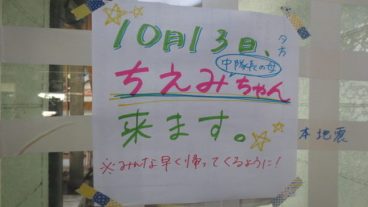 10月13日、夕方
中隊長の母
ちえみちゃん
来ます。
※みんな早く帰ってくるように!
本地裏